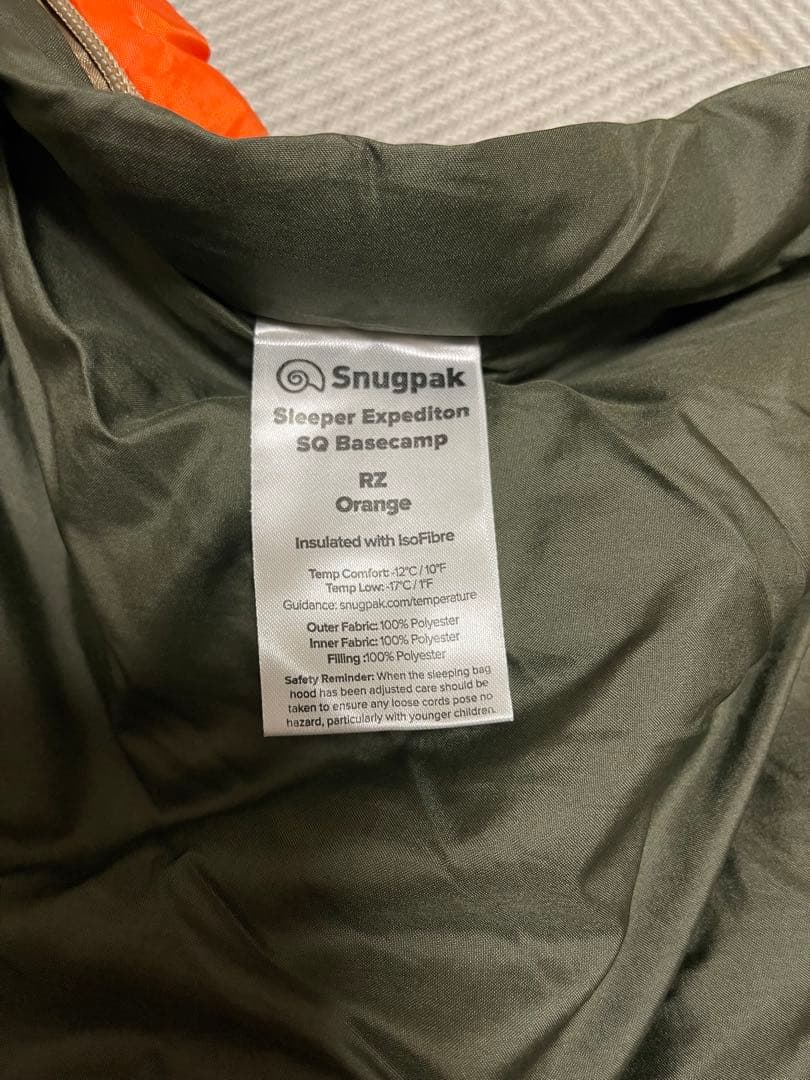 Snugpak
Sleeper Expediton
SQ Basecamp
RZ
Orange
Insulated with IsoFibre
Temp Comfort: -12°C / 10°F
Temp Low: -17°C / 1°F
Guidance: snugpak.com/temperature
Outer Fabric: 100% Polyester
Inner Fabric: 100% Polyester
Filling :100% Polyester
Safety Reminder: When the sleeping bag
hood has been adjusted care should be
taken to ensure any loose cords pose no
hazard, particularly with younger children.